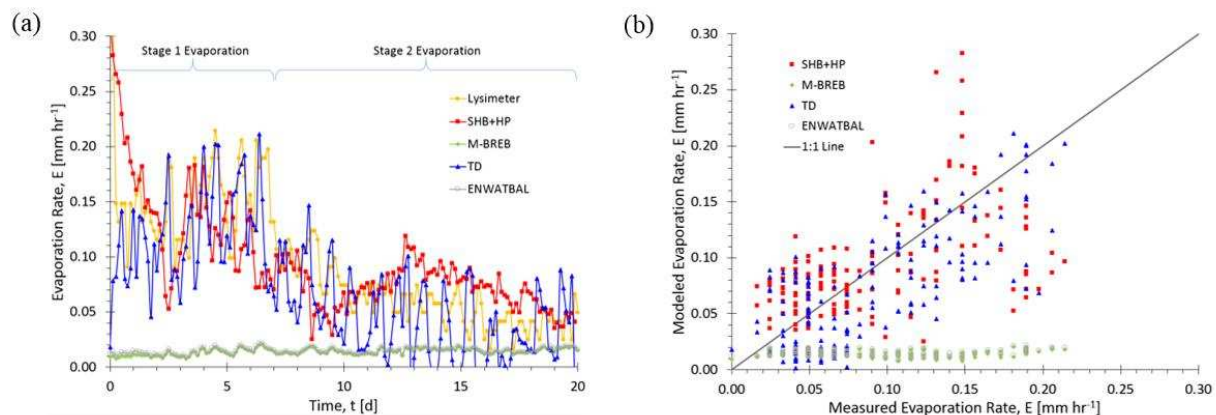 (a)
Evaporation Rate, E [mm hr⁻¹]
0.30
0.25
0.20
0.15
0.10
0.05
0.00
Stage 1 Evaporation
Stage 2 Evaporation
Lysimeter
SHB+HP
M-BREB
TD
ENWATBAL
0
5
10
15
20
Time, t [d]
(b)
Modeled Evaporation Rate, E [mm hr⁻¹]
0.30
0.25
0.20
0.15
0.10
0.05
0.00
SHB+HP
M-BREB
TD
ENWATBAL
1:1 Line
0.00
0.05
0.10
0.15
0.20
0.25
0.30
Measured Evaporation Rate, E [mm hr⁻¹]